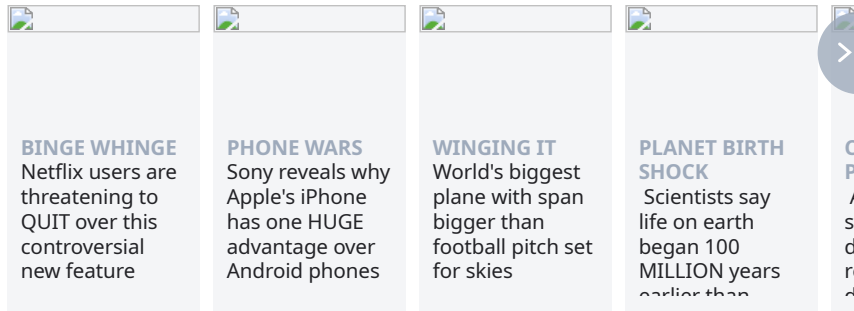 BINGE WHINGE
Netflix users are
threatening to
QUIT over this
controversial
new feature
PHONE WARS
Sony reveals why
Apple's iPhone
has one HUGE
advantage over
Android phones
WINGING IT
World's biggest
plane with span
bigger than
football pitch set
for skies
PLANET BIRTH
SHOCK
Scientists say
life on earth
began 100
MILLION years
earlier than